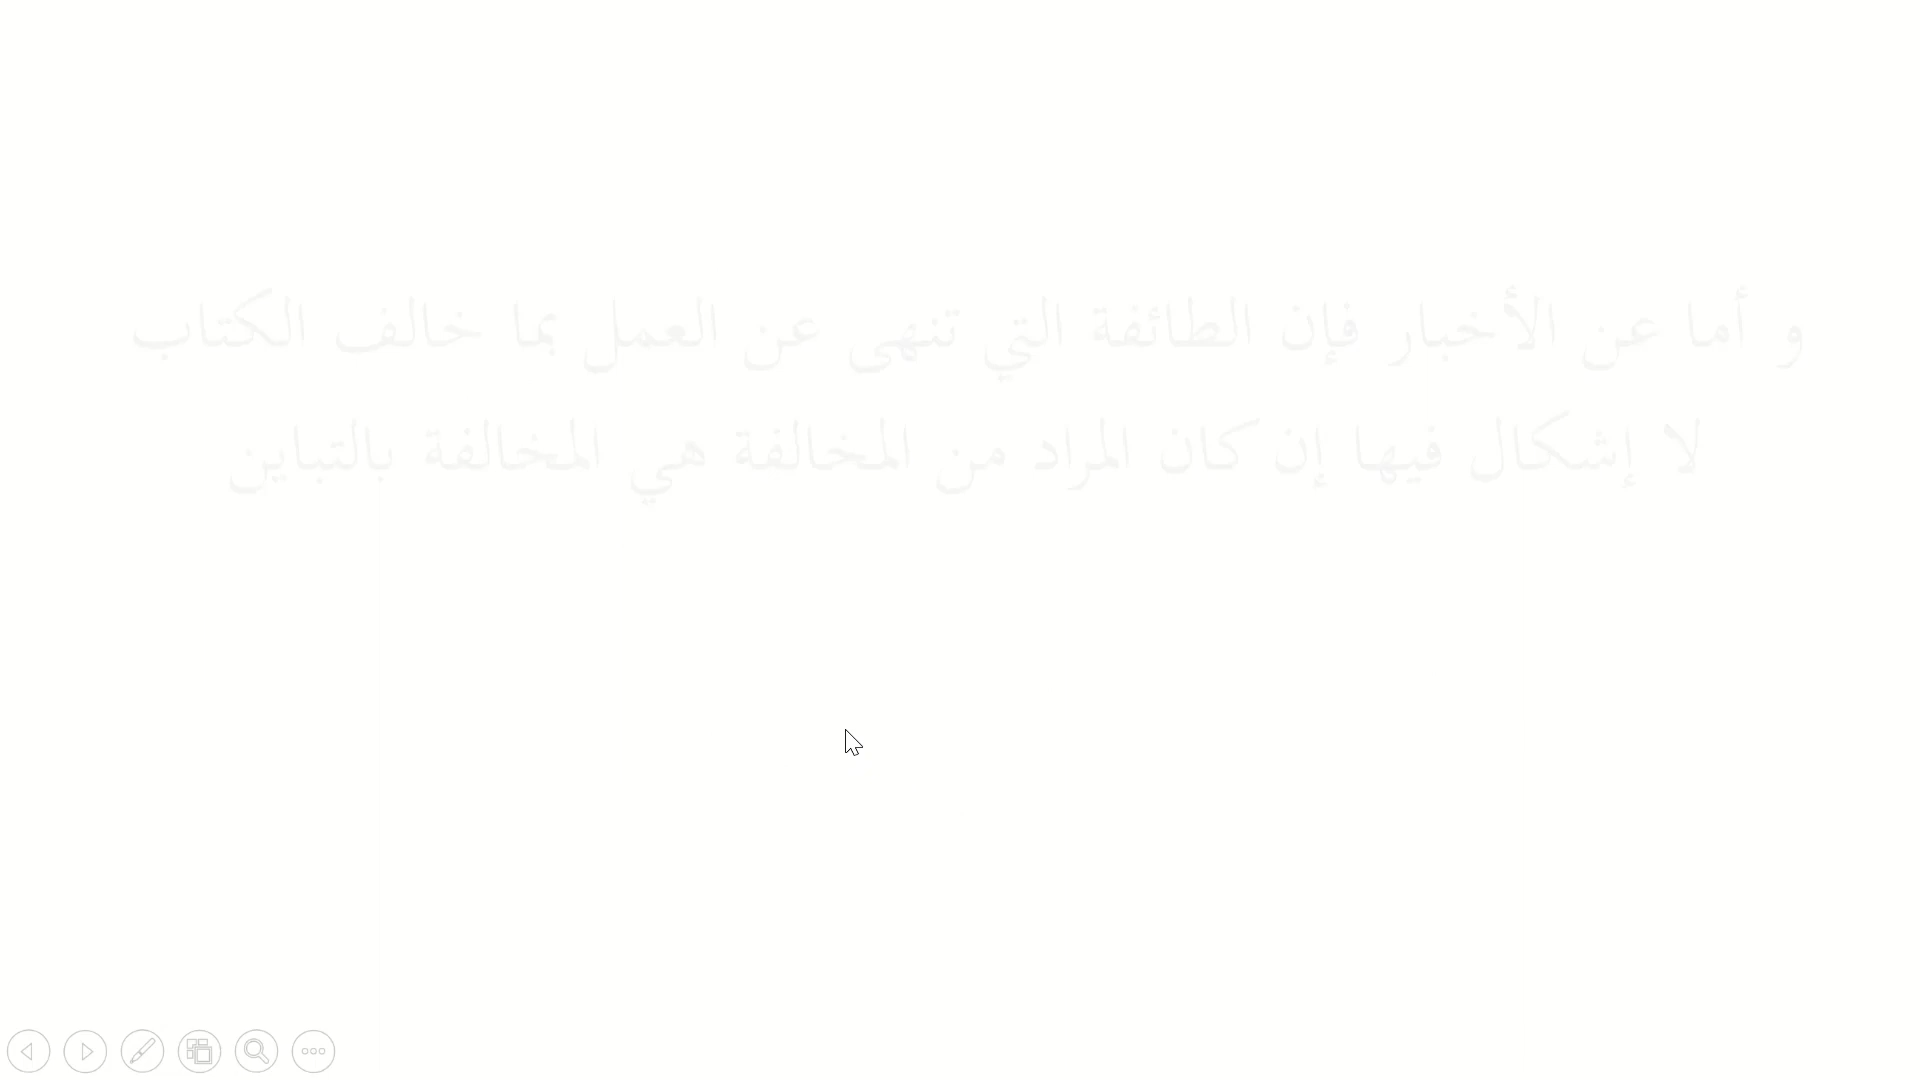 و أما عن الأخبار فإن الطائفة التي تنهى عن العمل بما خالف الكتاب
لا إشكال فيها إن كان المراد من المخالفة هي المخالفة بالتباين